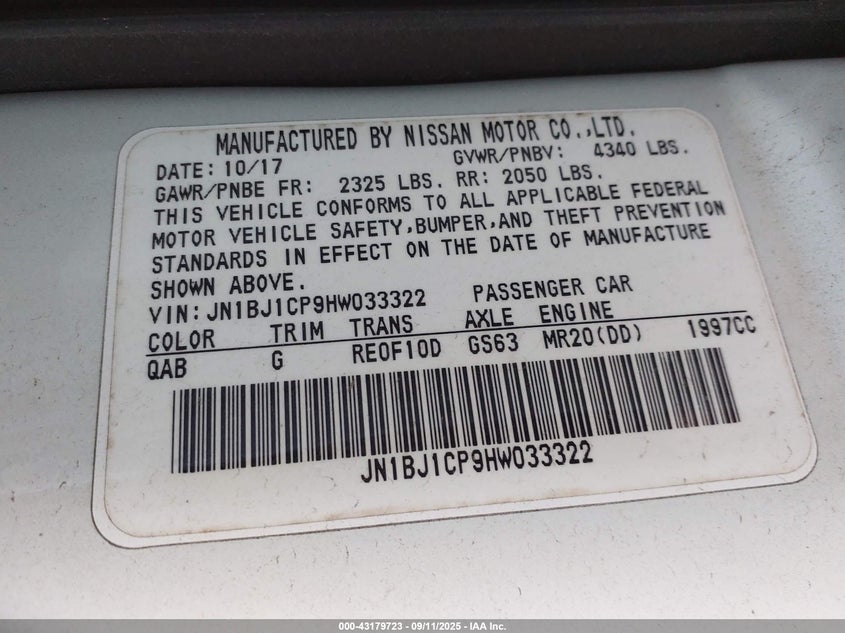 MANUFACTURED BY NISSAN MOTOR CO.,LTD.
DATE: 10/17 GVWR/PNBV: 4340 LBS.
GAWR/PNBE FR: 2325 LBS. RR: 2050 LBS.
THIS VEHICLE CONFORMS TO ALL APPLICABLE FEDERAL
MOTOR VEHICLE SAFETY,BUMPER,AND THEFT PREVENTION
STANDARDS IN EFFECT ON THE DATE OF MANUFACTURE
SHOWN ABOVE.
VIN: JN1BJ1CP9HW033322 PASSENGER CAR
COLOR TRIM TRANS AXLE ENGINE
QAB G RE0F10D GS63 MR20(DD) 1997CC
JN1BJ1CP9HW033322
000-43179723 - 09/11/2025 - IAA Inc.